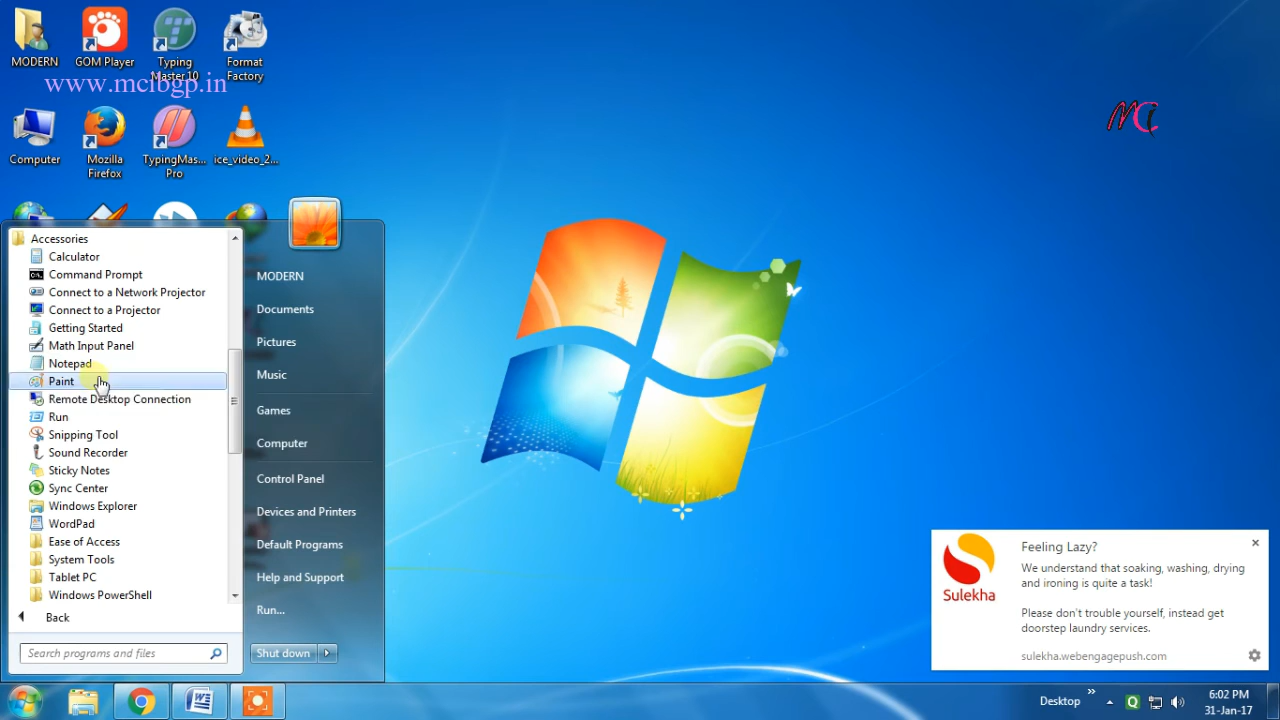 MODERN
GOM Player
Typing
Master 10
Format
Factory
www.mcibgp.in
Computer
Mozilla
Firefox
TypingMas...
Pro
ice_video_2...
MCi
Accessories
Calculator
Command Prompt
Connect to a Network Projector
Connect to a Projector
Getting Started
Math Input Panel
Notepad
Paint
Remote Desktop Connection
Run
Snipping Tool
Sound Recorder
Sticky Notes
Sync Center
Windows Explorer
WordPad
Ease of Access
System Tools
Tablet PC
Windows PowerShell
Back
Search programs and files
MODERN
Documents
Pictures
Music
Games
Computer
Control Panel
Devices and Printers
Default Programs
Help and Support
Run...
Shut down
Sulekha
Feeling Lazy?
We understand that soaking, washing, drying
and ironing is quite a task!
Please don't trouble yourself, instead get
doorstep laundry services.
sulekha.webengagepush.com
Desktop
6:02 PM
31-Jan-17